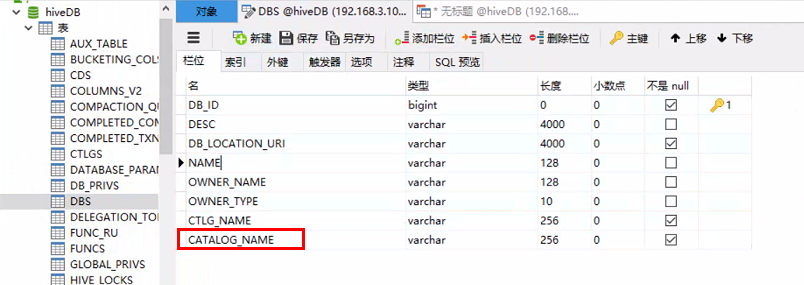 hiveDB
表
AUX_TABLE
BUCKETING_COLS
CDS
COLUMNS_V2
COMPACTION_QU
COMPLETED_COM
COMPLETED_TXN
CTLGS
DATABASE_PARAM
DB_PRIVS
DBS
DELEGATION_TO
FUNC_RU
FUNCS
GLOBAL_PRIVS
HIVE_LOCKS
对象 DBS @hiveDB (192.168.3.10... * 无标题 @hiveDB (192.168....
新建 保存 另存为 添加栏位 插入栏位 删除栏位 主键 上移 下移
栏位 索引 外键 触发器 选项 注释 SQL 预览
名 类型 长度 小数点 不是 null
DB_ID bigint 0 0 1
DESC varchar 4000 0
DB_LOCATION_URI varchar 4000 0
NAME varchar 128 0
OWNER_NAME varchar 128 0
OWNER_TYPE varchar 10 0
CTLG_NAME varchar 256 0
CATALOG_NAME varchar 256 0